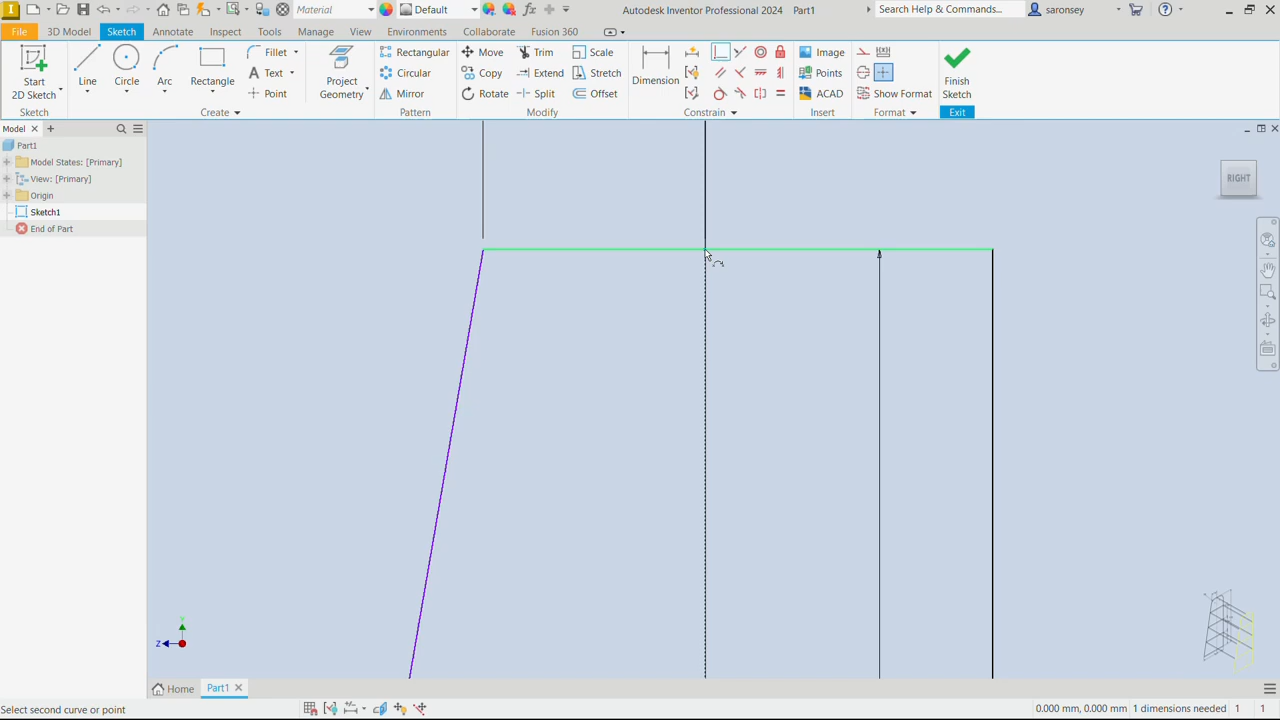 Material Default Autodesk Inventor Professional 2024 Part1 Search Help & Commands... saronsey
File 3D Model Sketch Annotate Inspect Tools Manage View Environments Collaborate Fusion 360
Start 2D Sketch Line Circle Arc Rectangle Fillet Text Point Project Geometry Rectangular Circular Mirror Move Copy Rotate Trim Extend Split Scale Stretch Offset Dimension Image Points ACAD Show Format Finish Sketch
Sketch Create Pattern Modify Constrain Insert Format Exit
Model
Part1
Model States: [Primary]
View: [Primary]
Origin
Sketch1
End of Part
RIGHT
Y
Z
Home Part1
Select second curve or point 0.000 mm, 0.000 mm 1 dimensions needed 1 1